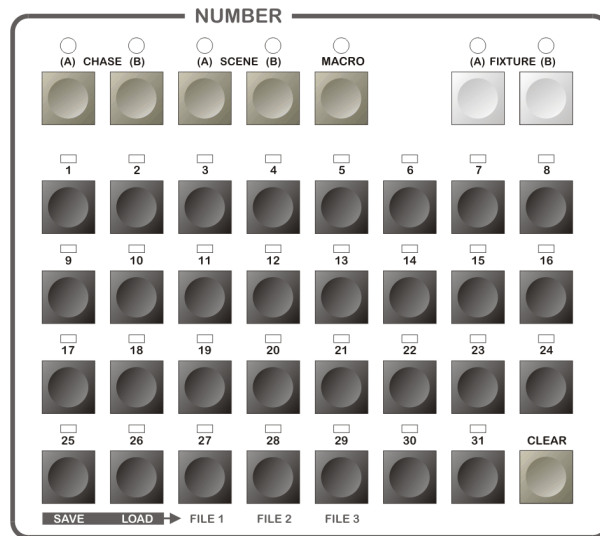 NUMBER
(A) CHASE (B) (A) SCENE (B) MACRO (A) FIXTURE (B)
1 2 3 4 5 6 7 8
9 10 11 12 13 14 15 16
17 18 19 20 21 22 23 24
25 26 27 28 29 30 31 CLEAR
SAVE LOAD FILE 1 FILE 2 FILE 3